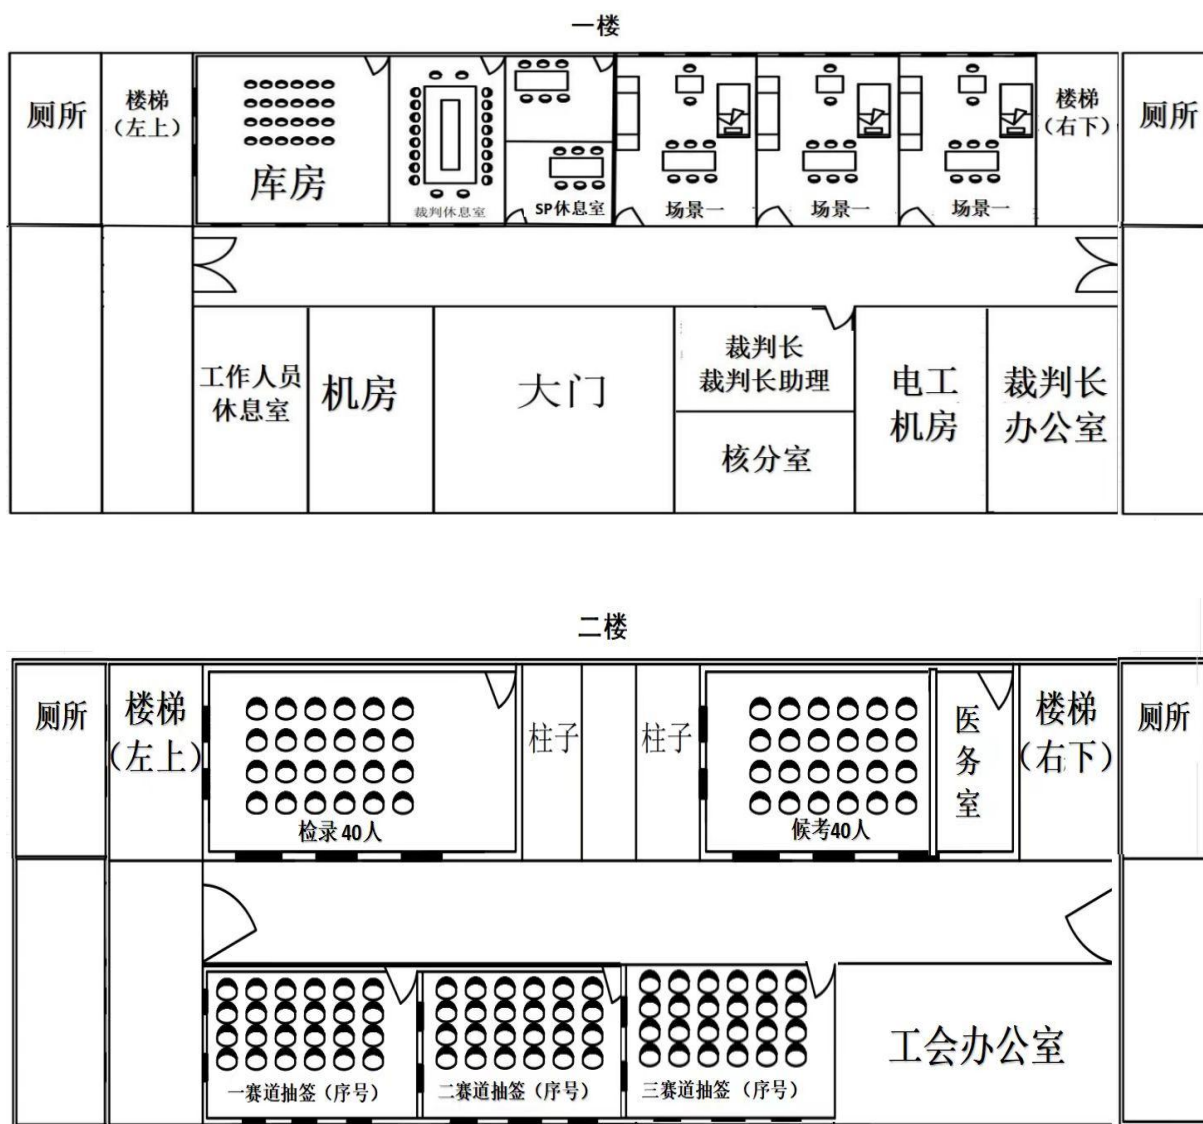 一楼
厕所
楼梯
（左上）
库房
裁判休息室
SP休息室
场景一
场景一
场景一
楼梯
（右下）
厕所
工作人员
休息室
机房
大门
裁判长
裁判长助理
核分室
电工
机房
裁判长
办公室
二楼
厕所
楼梯
（左上）
检录40人
柱子
柱子
候考40人
医
务
室
楼梯
（右下）
厕所
一赛道抽签（序号）
二赛道抽签（序号）
三赛道抽签（序号）
工会办公室